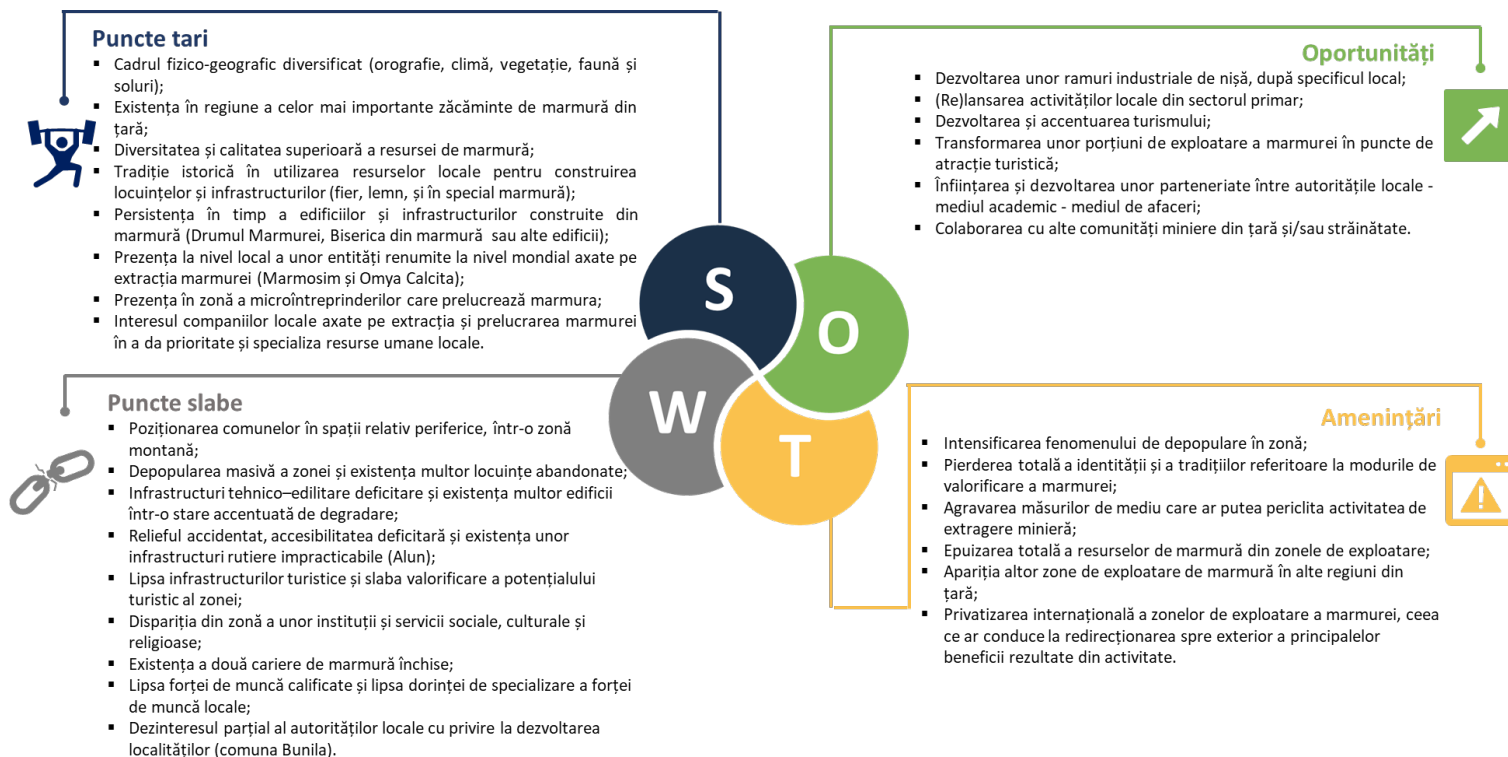 Puncte tari
▪ Cadrul fizico-geografic diversificat (orografie, climă, vegetație, faună și
soluri);
▪ Existența în regiune a celor mai importante zăcăminte de marmură din
țară;
▪ Diversitatea și calitatea superioară a resursei de marmură;
▪ Tradiție istorică în utilizarea resurselor locale pentru construirea
locuințelor și infrastructurilor (fier, lemn, și în special marmură);
▪ Persistența în timp a edificiilor și infrastructurilor construite din
marmură (Drumul Marmurei, Biserica din marmură sau alte edificii);
▪ Prezența la nivel local a unor entități renumite la nivel mondial axate pe
extracția marmurei (Marmosim și Omya Calcita);
▪ Prezența în zonă a microîntreprinderilor care prelucrează marmura;
▪ Interesul companiilor locale axate pe extracția și prelucrarea marmurei
în a da prioritate și specializa resurse umane locale.
Oportunități
▪ Dezvoltarea unor ramuri industriale de nișă, după specificul local;
▪ (Re)lansarea activităților locale din sectorul primar;
▪ Dezvoltarea și accentuarea turismului;
▪ Transformarea unor porțiuni de exploatare a marmurei în puncte de
atracție turistică;
▪ Înființarea și dezvoltarea unor parteneriate între autoritățile locale -
mediul academic - mediul de afaceri;
▪ Colaborarea cu alte comunități miniere din țară și/sau străinătate.
S
O
W
T
Puncte slabe
▪ Poziționarea comunelor în spații relativ periferice, într-o zonă
montană;
▪ Depopularea masivă a zonei și existența multor locuințe abandonate;
▪ Infrastructuri tehnico–edilitare deficitare și existența multor edificii
într-o stare accentuată de degradare;
▪ Relieful accidentat, accesibilitatea deficitară și existența unor
infrastructuri rutiere impracticabile (Alun);
▪ Lipsa infrastructurilor turistice și slaba valorificare a potențialului
turistic al zonei;
▪ Dispariția din zonă a unor instituții și servicii sociale, culturale și
religioase;
▪ Existența a două cariere de marmură închise;
▪ Lipsa forței de muncă calificate și lipsa dorinței de specializare a forței
de muncă locale;
▪ Dezinteresul parțial al autorităților locale cu privire la dezvoltarea
localităților (comuna Bunila).
Amenințări
▪ Intensificarea fenomenului de depopulare în zonă;
▪ Pierderea totală a identității și a tradițiilor referitoare la modurile de
valorificare a marmurei;
▪ Agravarea măsurilor de mediu care ar putea periclita activitatea de
extragere minieră;
▪ Epuizarea totală a resurselor de marmură din zonele de exploatare;
▪ Apariția altor zone de exploatare de marmură în alte regiuni din
țară;
▪ Privatizarea internațională a zonelor de exploatare a marmurei, ceea
ce ar conduce la redirecționarea spre exterior a principalelor
beneficii rezultate din activitate.